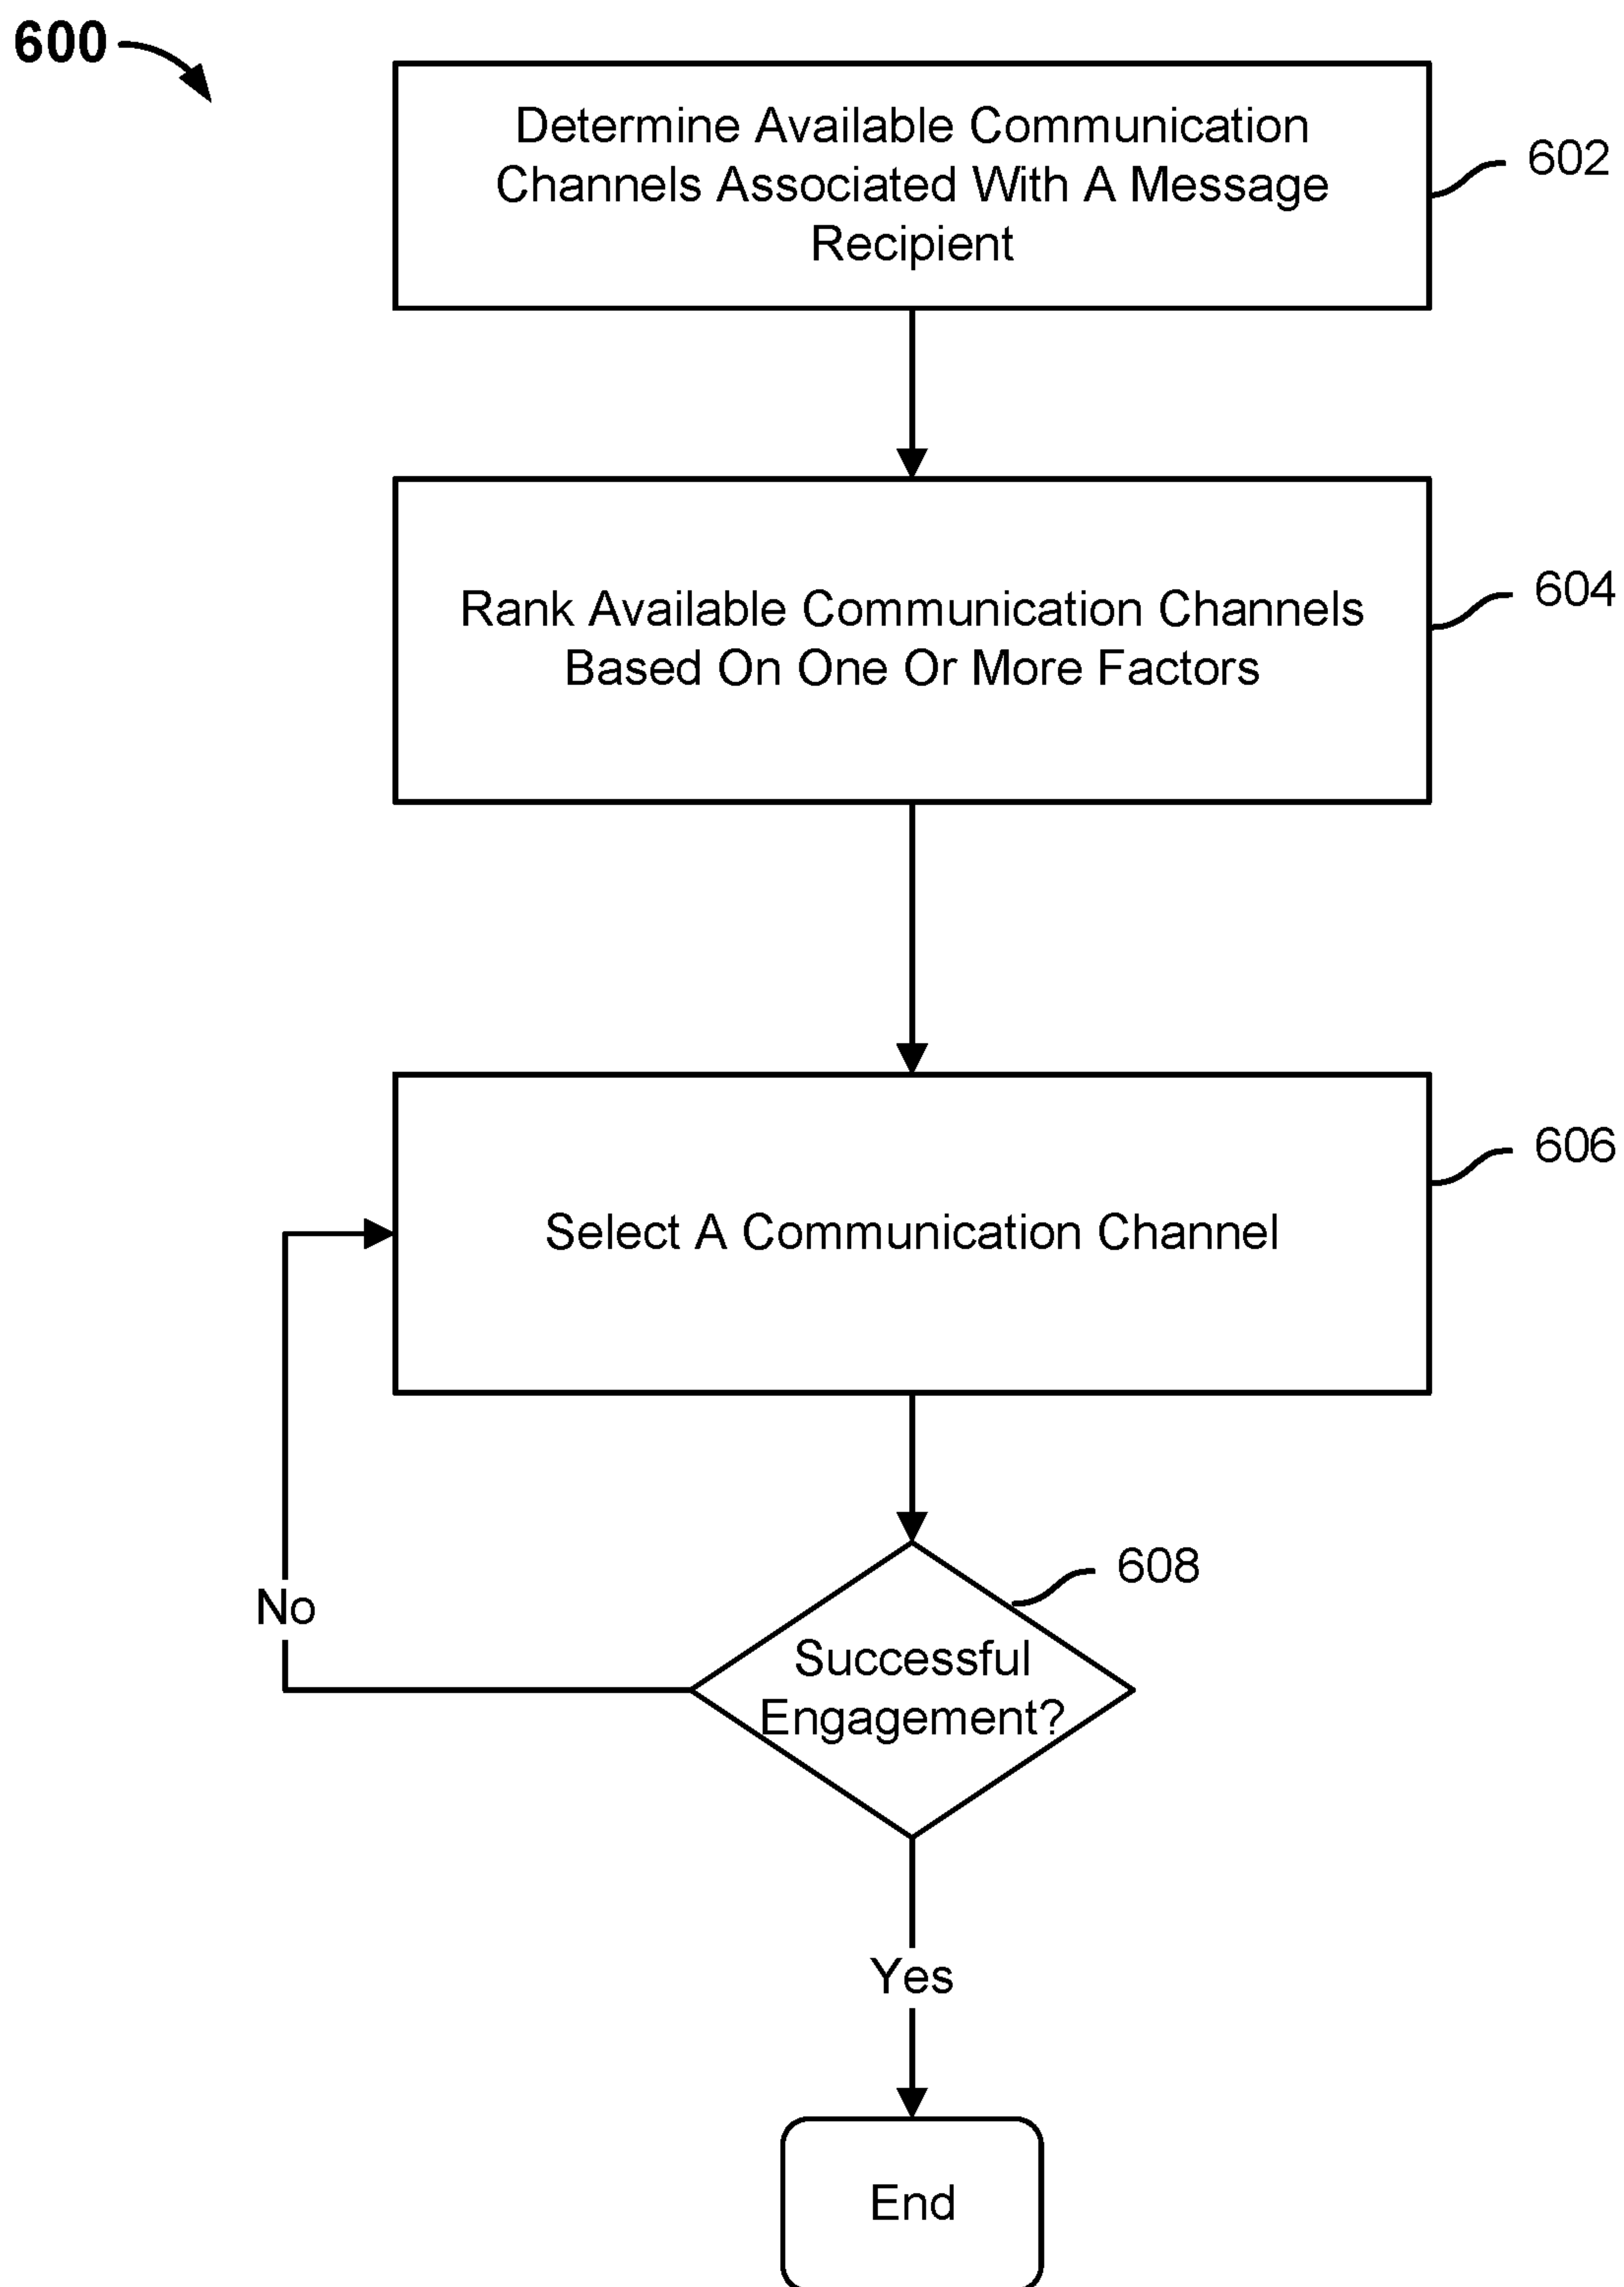 600
Determine Available Communication
Channels Associated With A Message
Recipient
602
Rank Available Communication Channels
Based On One Or More Factors
604
Select A Communication Channel
606
608
Successful
Engagement?
No
Yes
End